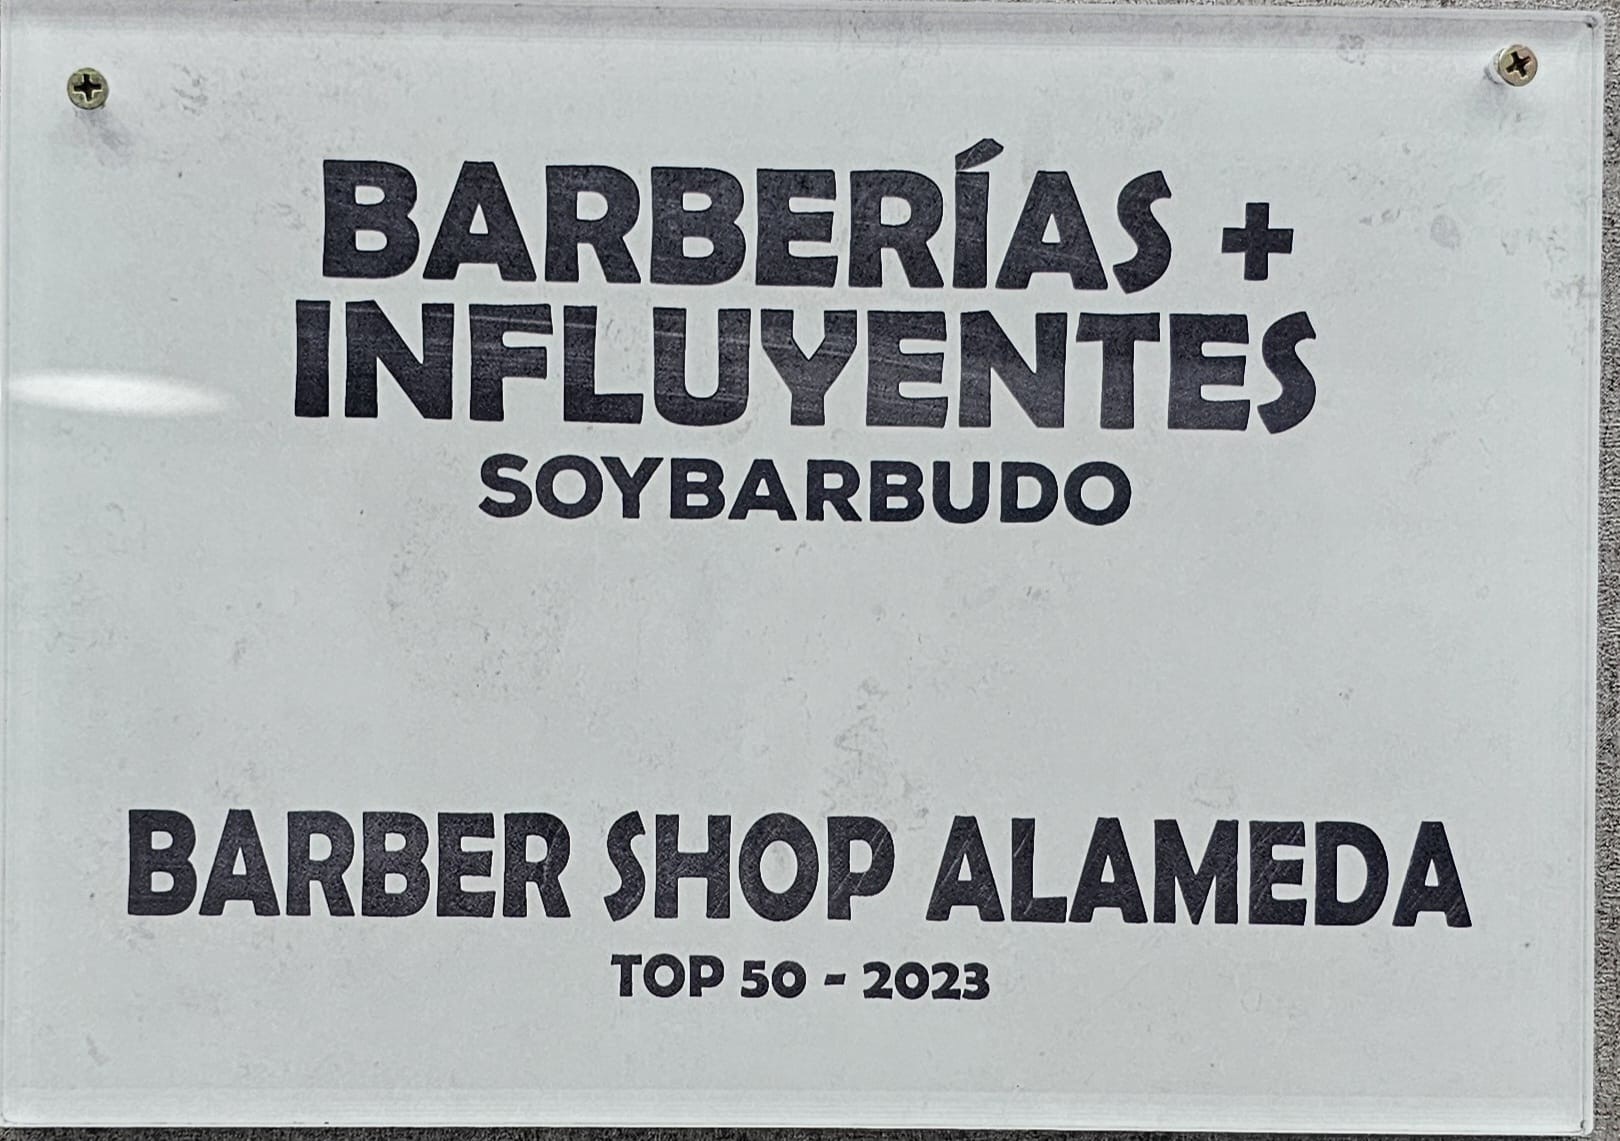 BARBERÍAS +
INFLUYENTES
SOYBARBUDO
BARBER SHOP ALAMEDA
TOP 50 - 2023